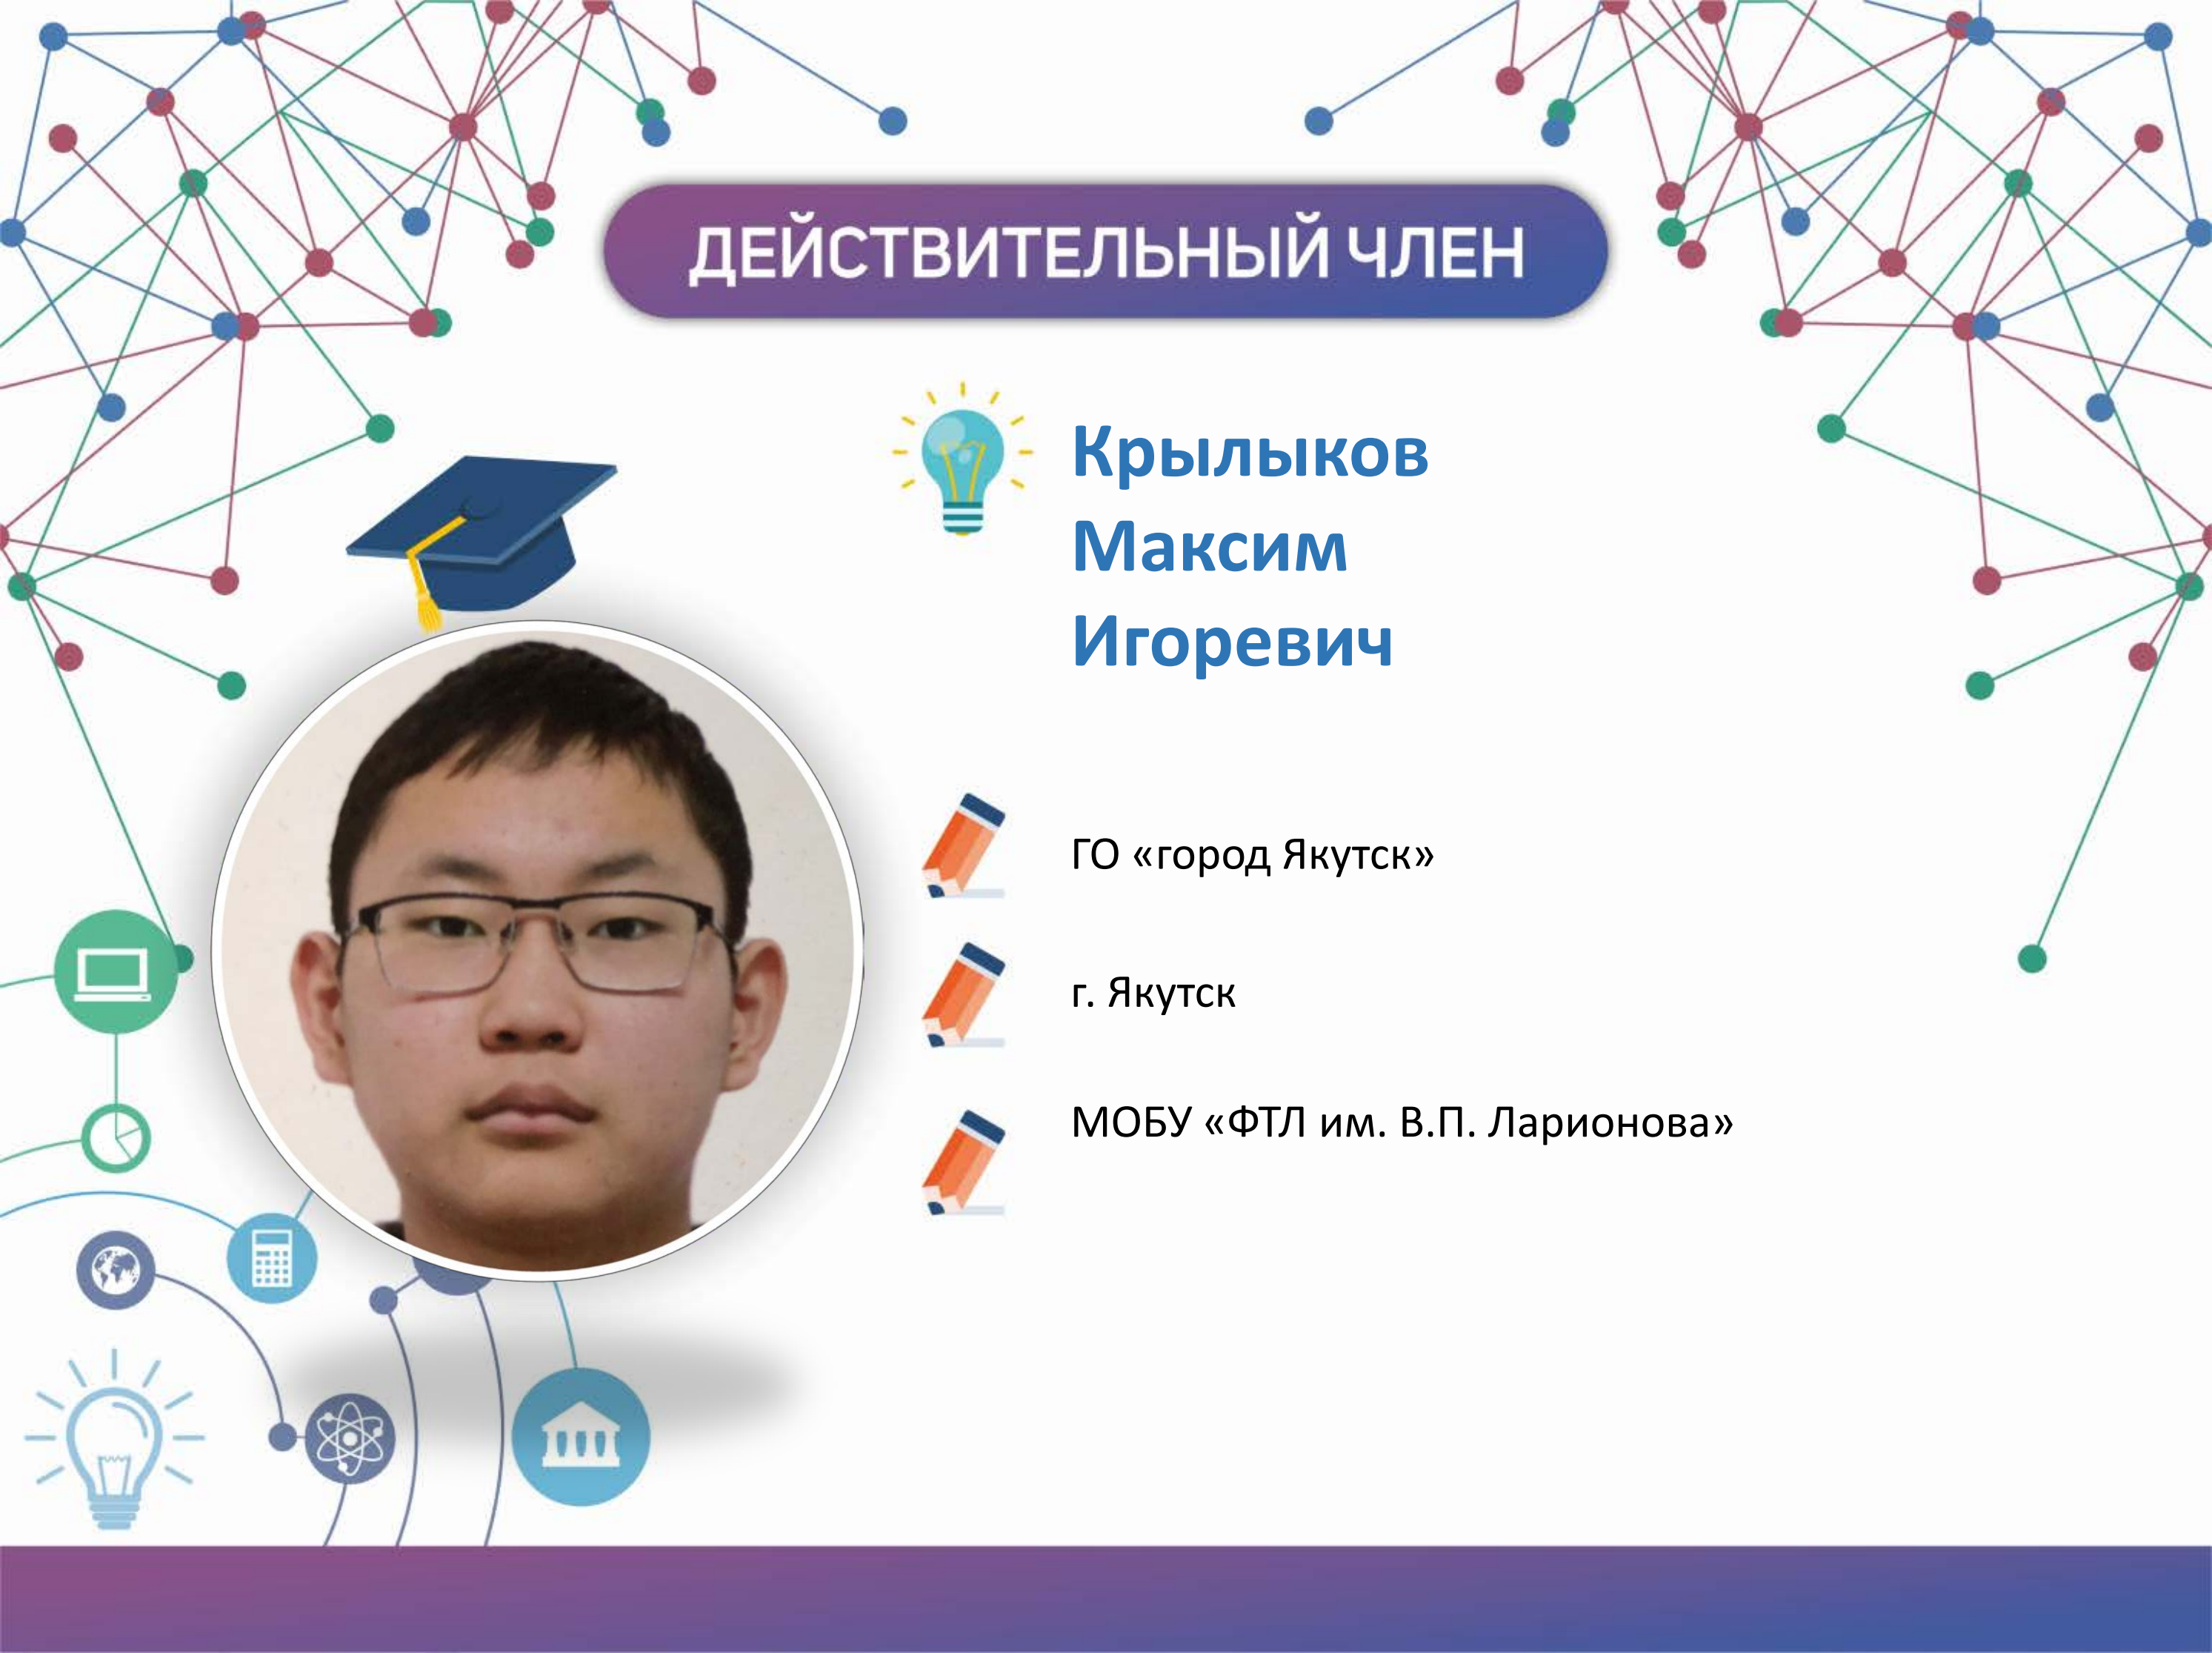 ДЕЙСТВИТЕЛЬНЫЙ ЧЛЕН
Крылыков
Максим
Игоревич
ГО «город Якутск»
г. Якутск
МОБУ «ФТЛ им. В.П. Ларионова»